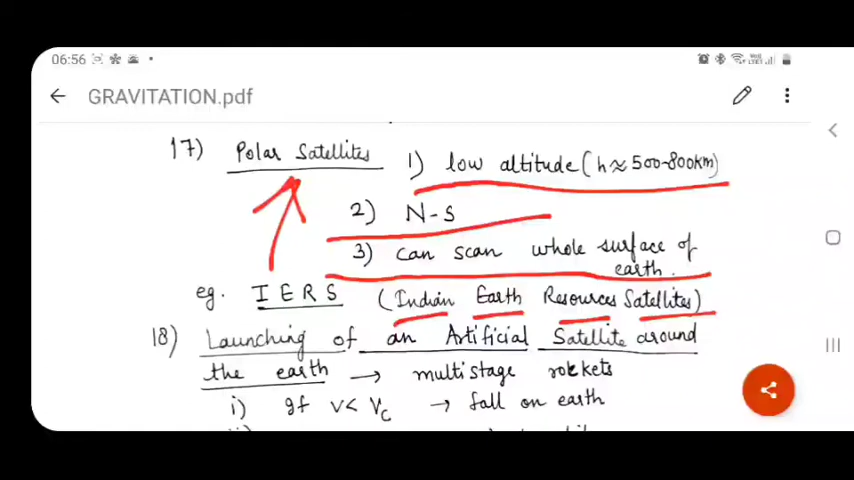 06:56
GRAVITATION.pdf
17) Polar Satellites 1) low altitude (h≈500-800km)
2) N-S
3) can scan whole surface of
earth.
eg. IERS (Indian Earth Resources Satellites)
18) Launching of an Artificial Satellite around
the earth → multistage rockets
i) If V< Vc → fall on earth